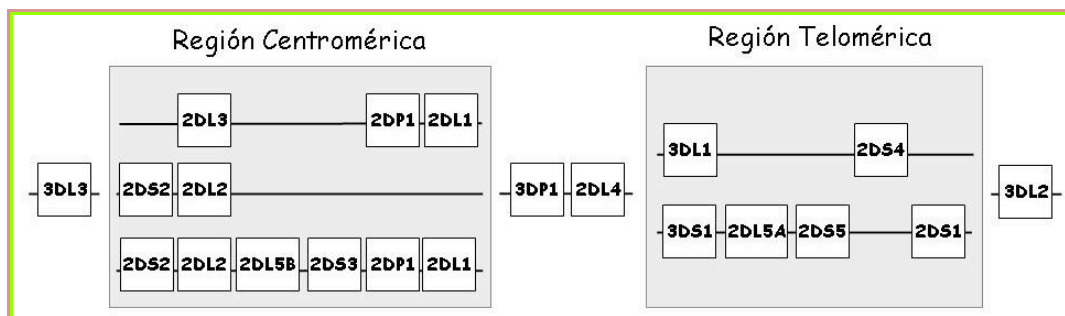 Región Centromérica
Región Telomérica
2DL3 2DP1 2DL1
3DL1 2DS4
3DL3 2DS2 2DL2 3DP1 2DL4 3DL2
3DS1 2DL5A 2DS5 2DS1
2DS2 2DL2 2DL5B 2DS3 2DP1 2DL1